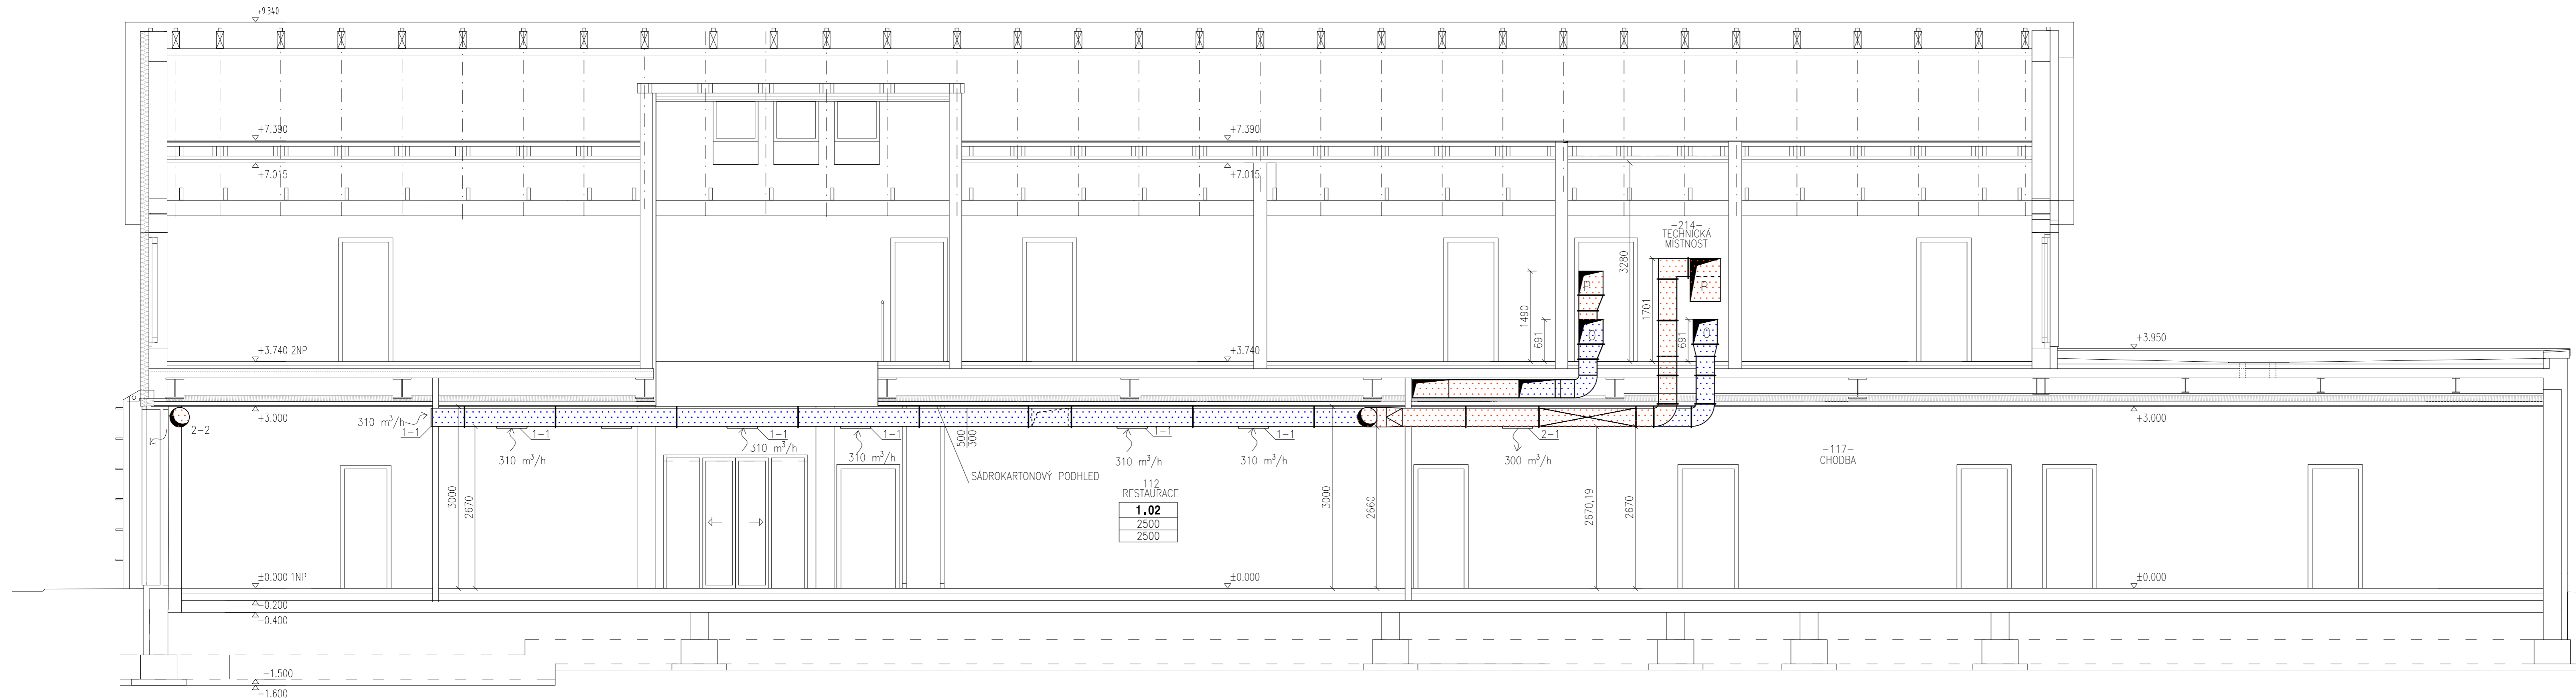 +9.340
+7.390
+7.390
+7.015
+7.015
-214-
TECHNICKÁ
MÍSTNOST
3280
1490
691
1701
691
P
P
O
O
+3.740 2NP
+3.740
+3.950
+3.000
+3.000
2-2
310 m³/h
1-1
1-1
310 m³/h
1-1
310 m³/h
1-1
310 m³/h
500
300
1-1
310 m³/h
1-1
310 m³/h
2-1
300 m³/h
-117-
CHODBA
SÁDROKARTONOVÝ PODHLED
-112-
RESTAURACE
1.02
2500
2500
3000
2670
3000
2660
2670,19
2670
±0.000 1NP
±0.000
±0.000
-0.200
-0.400
-1.500
-1.600